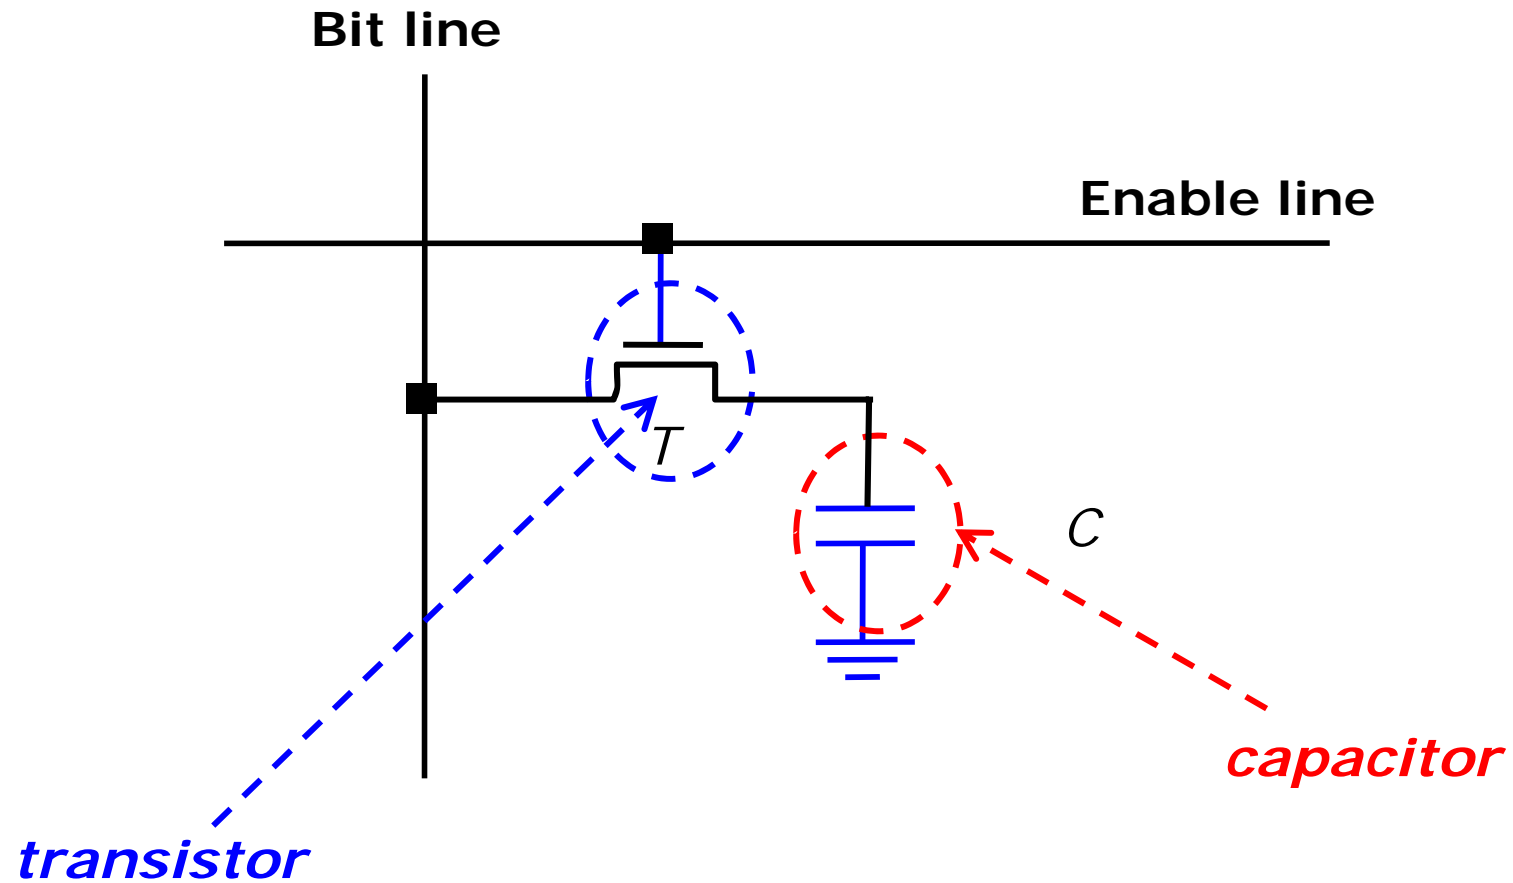 Bit line
Enable line
T
C
capacitor
transistor